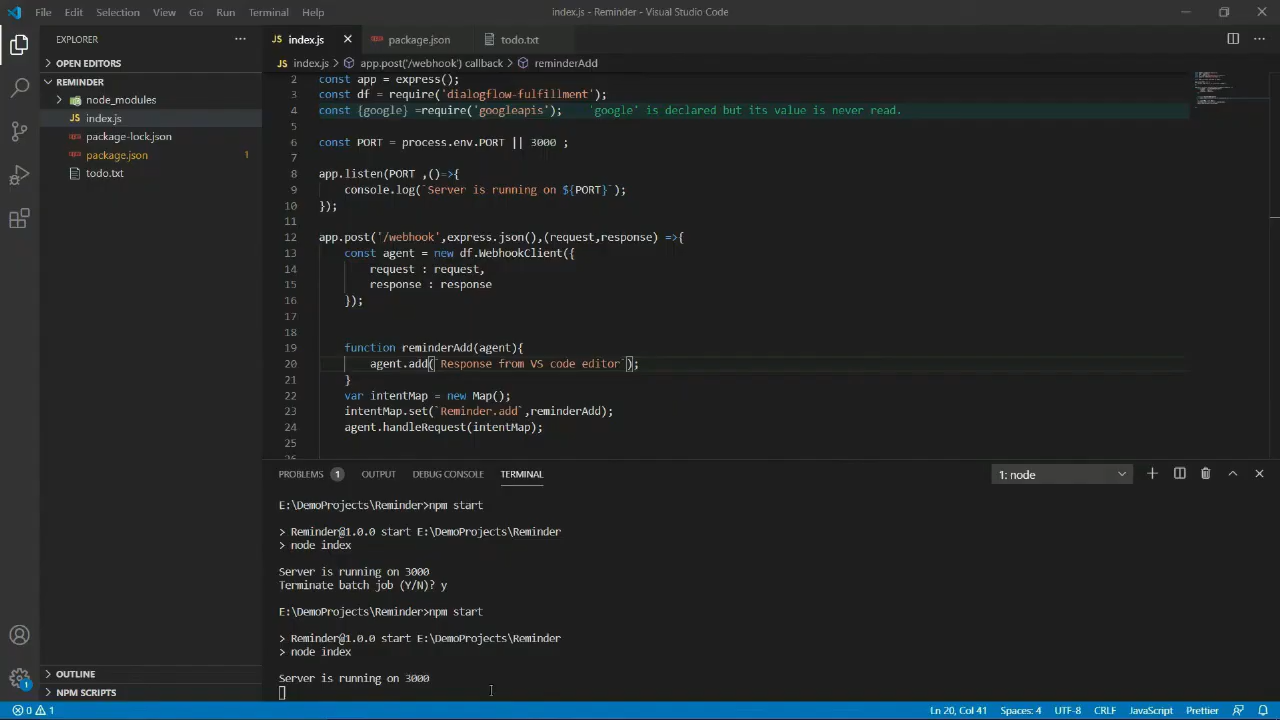 File Edit Selection View Go Run Terminal Help
index.js - Reminder - Visual Studio Code
EXPLORER
OPEN EDITORS
REMINDER
node_modules
JS index.js
package-lock.json
package.json 1
todo.txt
OUTLINE
NPM SCRIPTS
JS index.js package.json todo.txt
JS index.js > app.post('/webhook') callback > reminderAdd
2 const app = express();
3 const df = require('dialogflow-fulfillment');
4 const {google} =require('googleapis'); 'google' is declared but its value is never read.
5
6 const PORT = process.env.PORT || 3000 ;
7
8 app.listen(PORT ,()=>{
9 console.log(`Server is running on ${PORT}`);
10 });
11
12 app.post('/webhook',express.json(),(request,response) =>{
13 const agent = new df.WebhookClient({
14 request : request,
15 response : response
16 });
17
18
19 function reminderAdd(agent){
20 agent.add(`Response from VS code editor`);
21 }
22 var intentMap = new Map();
23 intentMap.set(`Reminder.add`,reminderAdd);
24 agent.handleRequest(intentMap);
25
26
PROBLEMS 1 OUTPUT DEBUG CONSOLE TERMINAL
1: node
E:\DemoProjects\Reminder>npm start
> Reminder@1.0.0 start E:\DemoProjects\Reminder
> node index
Server is running on 3000
Terminate batch job (Y/N)? y
E:\DemoProjects\Reminder>npm start
> Reminder@1.0.0 start E:\DemoProjects\Reminder
> node index
Server is running on 3000
1
0 1
Ln 20, Col 41 Spaces: 4 UTF-8 CRLF JavaScript Prettier